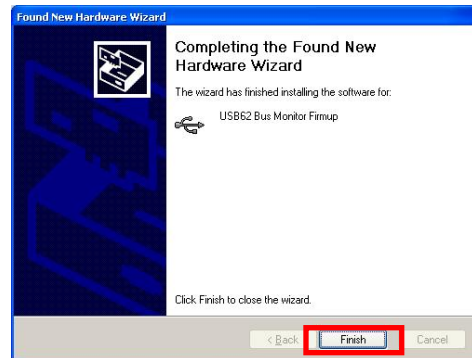 Found New Hardware Wizard
Completing the Found New
Hardware Wizard
The wizard has finished installing the software for:
USB62 Bus Monitor Firmup
Click Finish to close the wizard.
< Back
Finish
Cancel